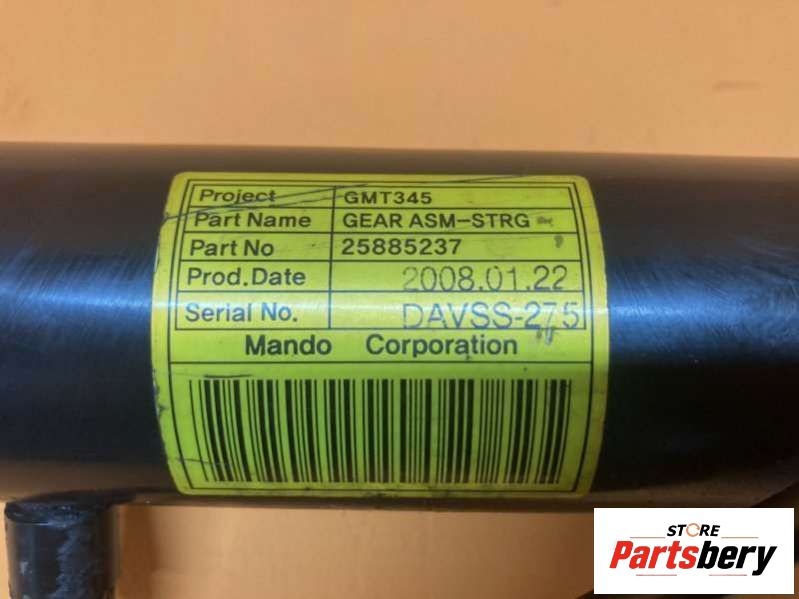 Project GMT345
Part Name GEAR ASM-STRG
Part No 25885237
Prod.Date 2008.01.22
Serial No. DAVSS-275
Mando Corporation
STORE
Partsbery